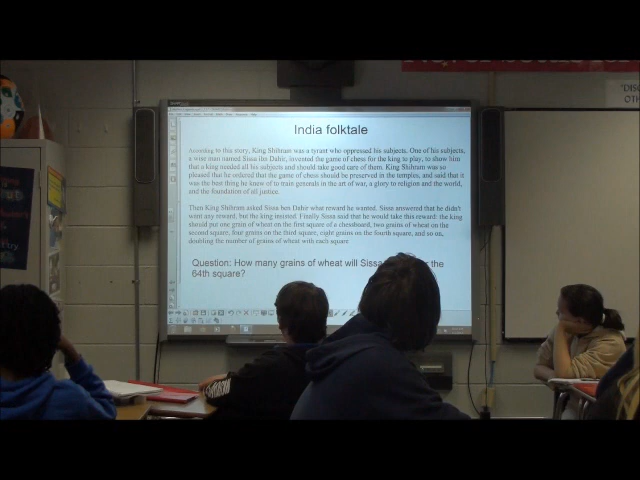 'DISC
OTH
India folktale
According to this story, King Shihram was a tyrant who oppressed his subjects. One of his subjects,
a wise man named Sissa ibn Dahir, invented the game of chess for the king to play, to show him
that a king needed all his subjects and should take good care of them. King Shihram was so
pleased that he ordered that the game of chess should be preserved in the temples, and said that it
was the best thing he knew of to train generals in the art of war, a glory to religion and the world,
and the foundation of all justice.
Then King Shihram asked Sissa ben Dahir what reward he wanted. Sissa answered that he didn't
want any reward, but the king insisted. Finally Sissa said that he would take this reward: the king
should put one grain of wheat on the first square of a chessboard, two grains of wheat on the
second square, four grains on the third square, eight grains on the fourth square, and so on,
doubling the number of grains of wheat with each square
Question: How many grains of wheat will Sissa the
64th square?